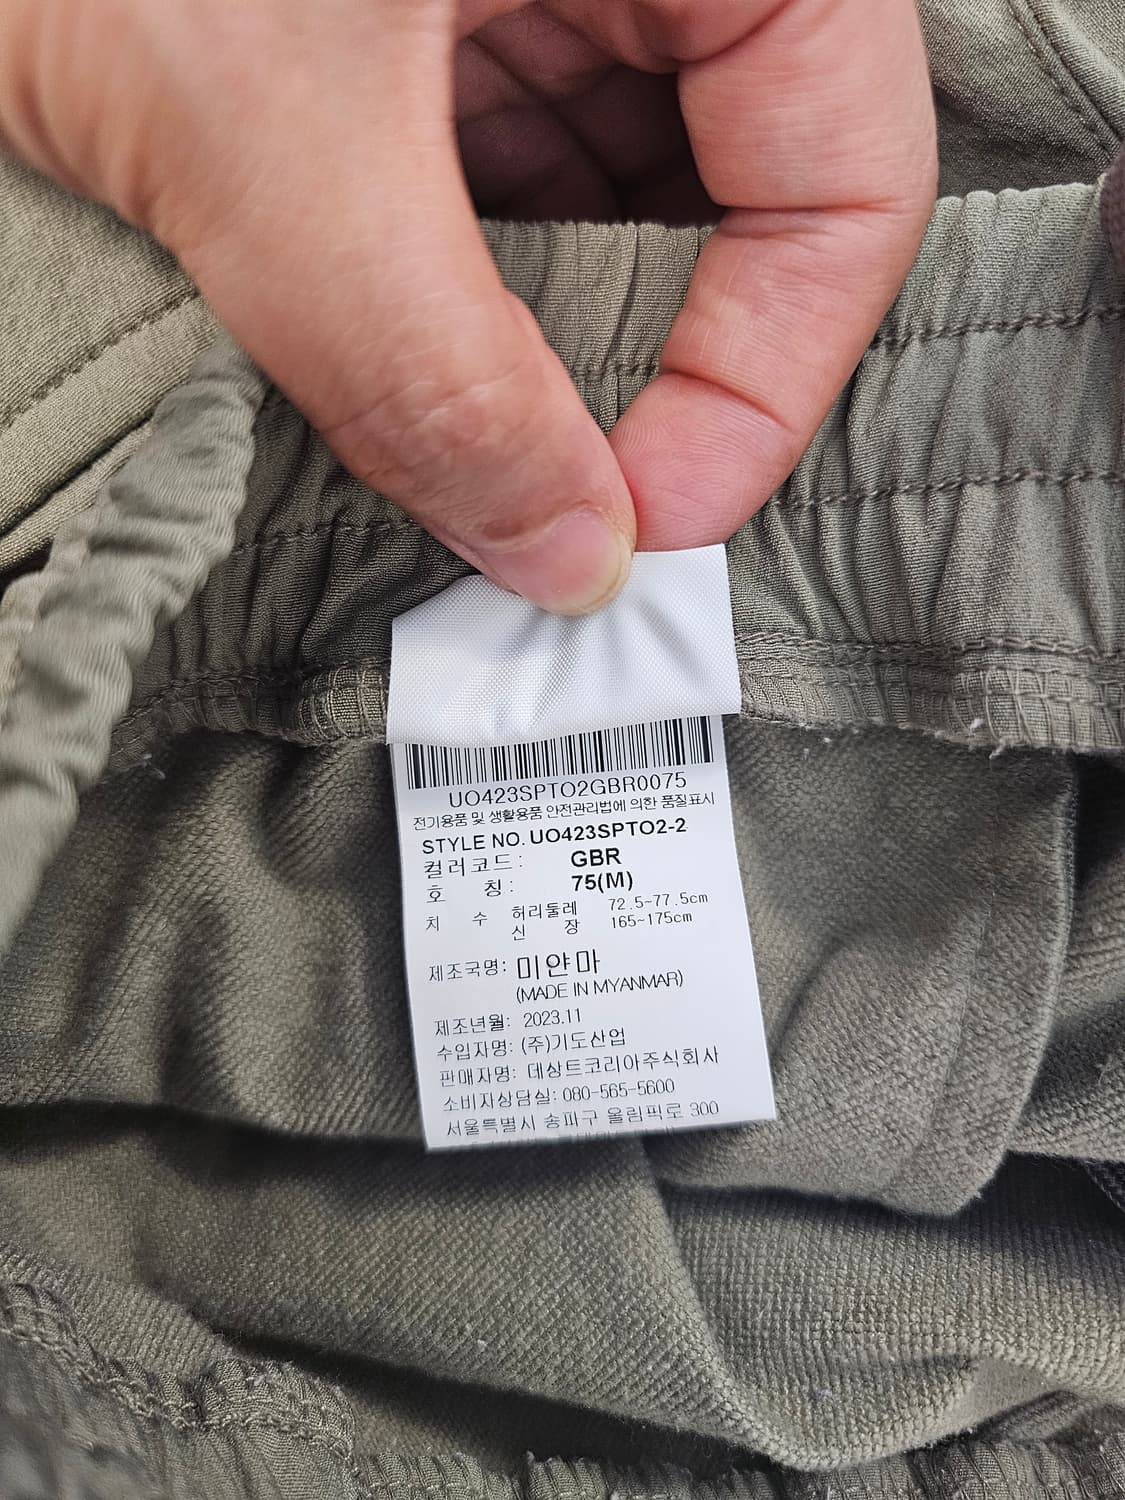 UO423SPTO2GBR0075
전기용품 및 생활용품 안전관리법에 의한 품질표시
STYLE NO. UO423SPTO2-2
컬러코드: GBR
호 칭: 75(M)
치 수 허리둘레 72.5~77.5cm
신 장 165~175cm
제조국명: 미얀마
(MADE IN MYANMAR)
제조년월: 2023.11
수입자명: (주)기도산업
판매자명: 데상트코리아주식회사
소비자상담실: 080-565-5600
서울특별시 송파구 올림픽로 300